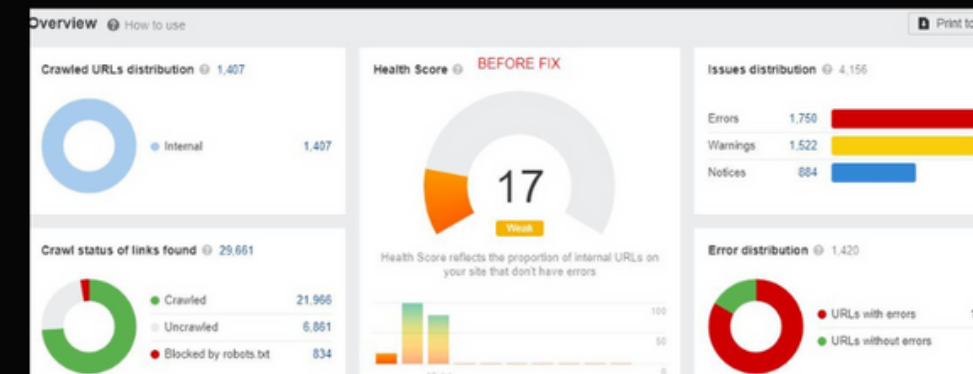 Overview How to use
Print to
Crawled URLs distribution 1,407
Internal 1,407
Health Score BEFORE FIX
17
Weak
Health Score reflects the proportion of internal URLs on
your site that don't have errors
100
50
0
Issues distribution 4,156
Errors 1,750
Warnings 1,522
Notices 884
Crawl status of links found 29,661
Crawled 21,966
Uncrawled 6,861
Blocked by robots.txt 834
Error distribution 1,420
URLs with errors
URLs without errors